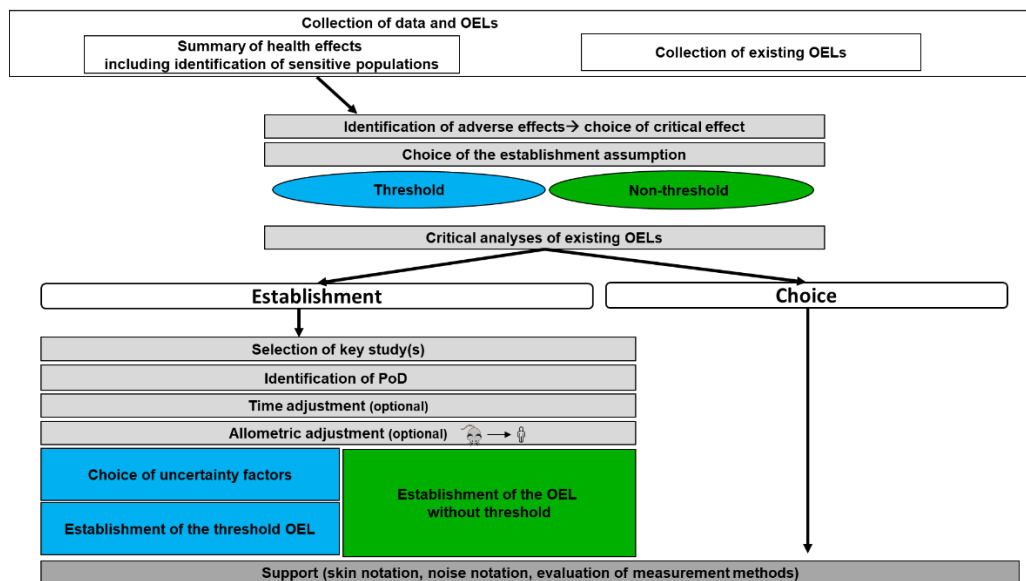 Collection of data and OELs
Summary of health effects
including identification of sensitive populations
Collection of existing OELs
Identification of adverse effects→ choice of critical effect
Choice of the establishment assumption
Threshold
Non-threshold
Critical analyses of existing OELs
Establishment
Choice
Selection of key study(s)
Identification of PoD
Time adjustment (optional)
Allometric adjustment (optional)
Choice of uncertainty factors
Establishment of the threshold OEL
Establishment of the OEL
without threshold
Support (skin notation, noise notation, evaluation of measurement methods)